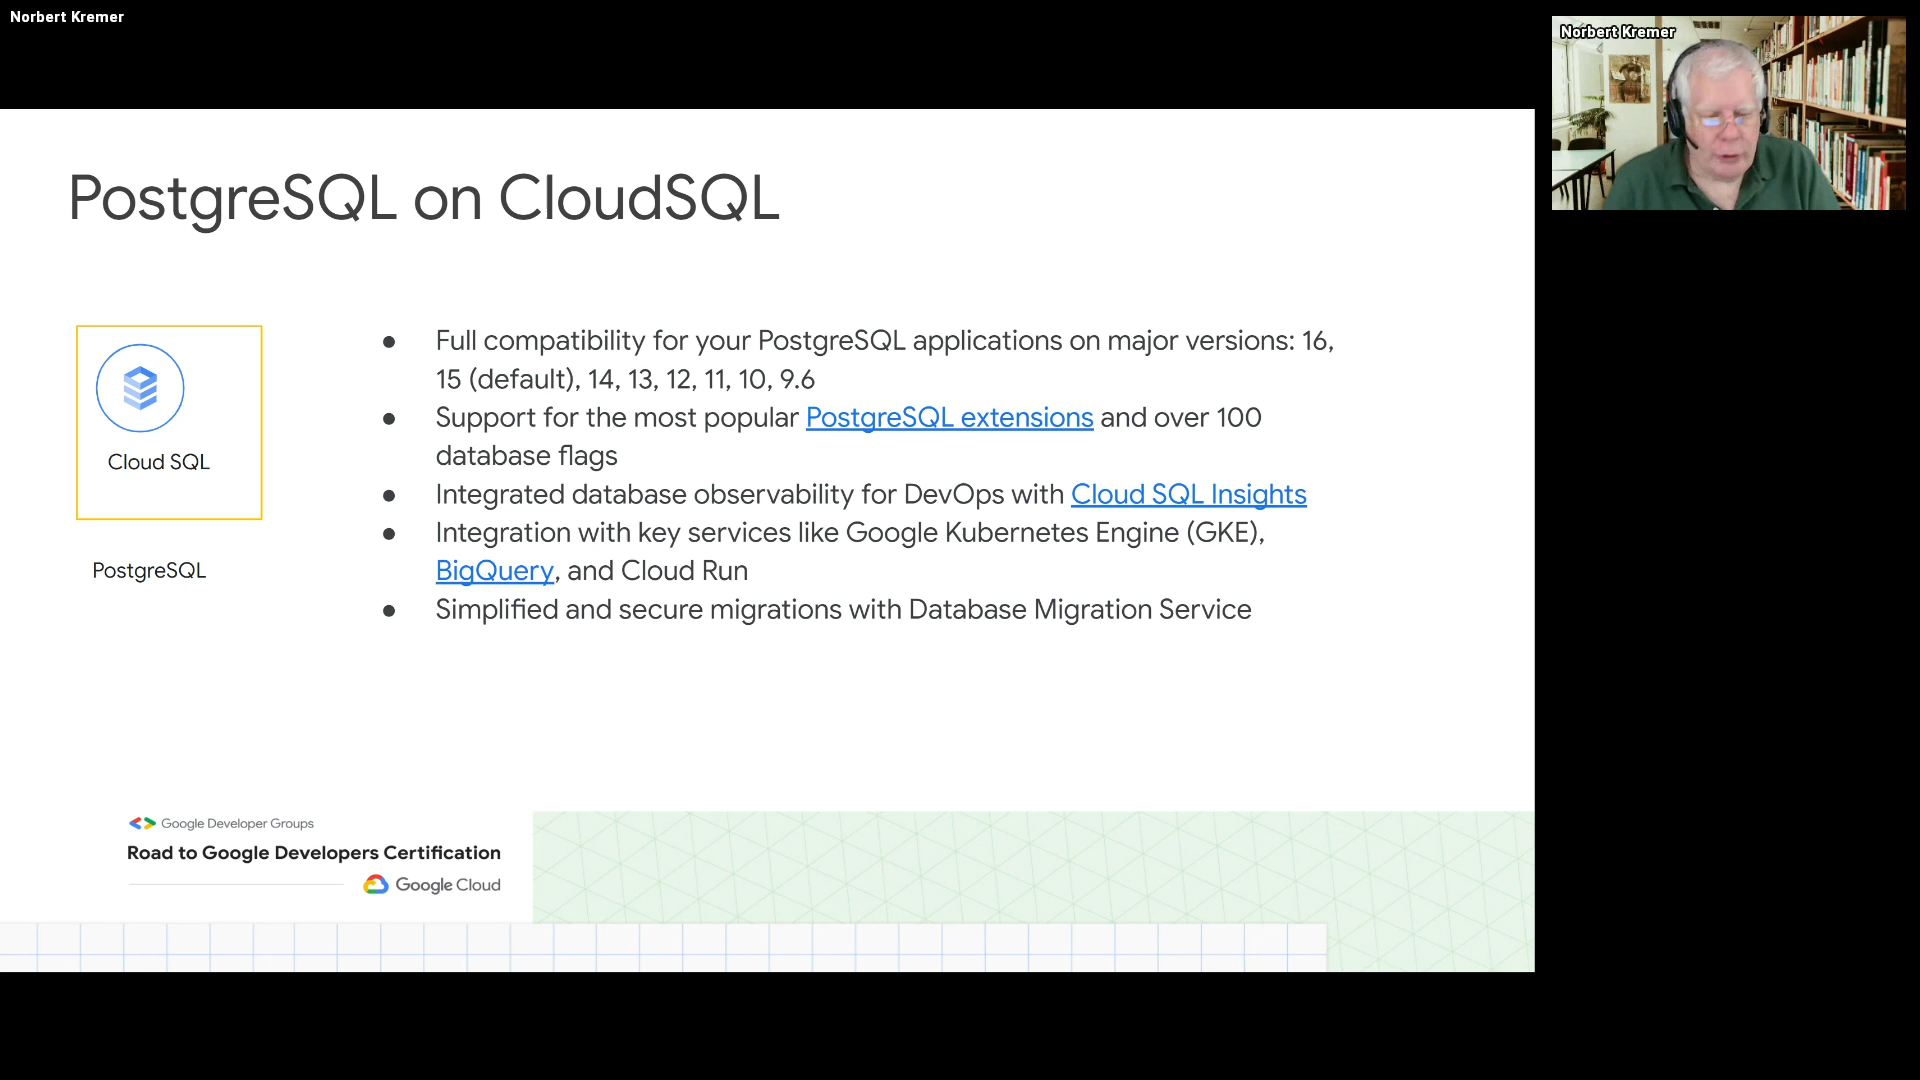 Norbert Kremer
Norbert Kremer
PostgreSQL on CloudSQL
Cloud SQL
PostgreSQL
● Full compatibility for your PostgreSQL applications on major versions: 16,
15 (default), 14, 13, 12, 11, 10, 9.6
● Support for the most popular PostgreSQL extensions and over 100
database flags
● Integrated database observability for DevOps with Cloud SQL Insights
● Integration with key services like Google Kubernetes Engine (GKE),
BigQuery, and Cloud Run
● Simplified and secure migrations with Database Migration Service
Google Developer Groups
Road to Google Developers Certification
Google Cloud